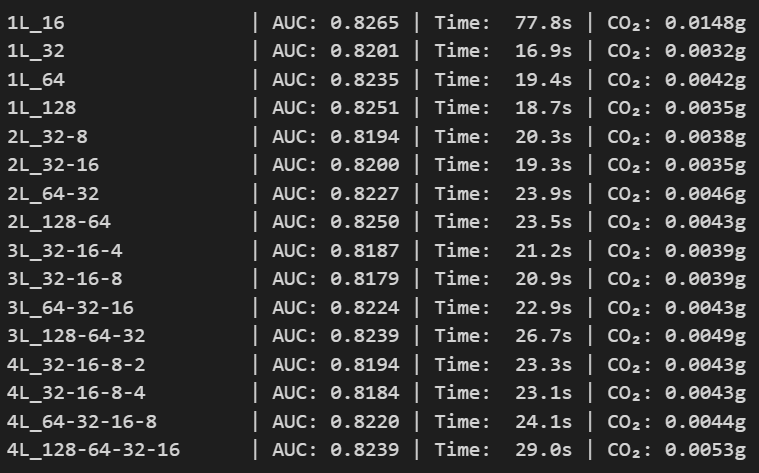 1L_16 | AUC: 0.8265 | Time: 77.8s | CO₂: 0.0148g
1L_32 | AUC: 0.8201 | Time: 16.9s | CO₂: 0.0032g
1L_64 | AUC: 0.8235 | Time: 19.4s | CO₂: 0.0042g
1L_128 | AUC: 0.8251 | Time: 18.7s | CO₂: 0.0035g
2L_32-8 | AUC: 0.8194 | Time: 20.3s | CO₂: 0.0038g
2L_32-16 | AUC: 0.8200 | Time: 19.3s | CO₂: 0.0035g
2L_64-32 | AUC: 0.8227 | Time: 23.9s | CO₂: 0.0046g
2L_128-64 | AUC: 0.8250 | Time: 23.5s | CO₂: 0.0043g
3L_32-16-4 | AUC: 0.8187 | Time: 21.2s | CO₂: 0.0039g
3L_32-16-8 | AUC: 0.8179 | Time: 20.9s | CO₂: 0.0039g
3L_64-32-16 | AUC: 0.8224 | Time: 22.9s | CO₂: 0.0043g
3L_128-64-32 | AUC: 0.8239 | Time: 26.7s | CO₂: 0.0049g
4L_32-16-8-2 | AUC: 0.8194 | Time: 23.3s | CO₂: 0.0043g
4L_32-16-8-4 | AUC: 0.8184 | Time: 23.1s | CO₂: 0.0043g
4L_64-32-16-8 | AUC: 0.8220 | Time: 24.1s | CO₂: 0.0044g
4L_128-64-32-16 | AUC: 0.8239 | Time: 29.0s | CO₂: 0.0053g